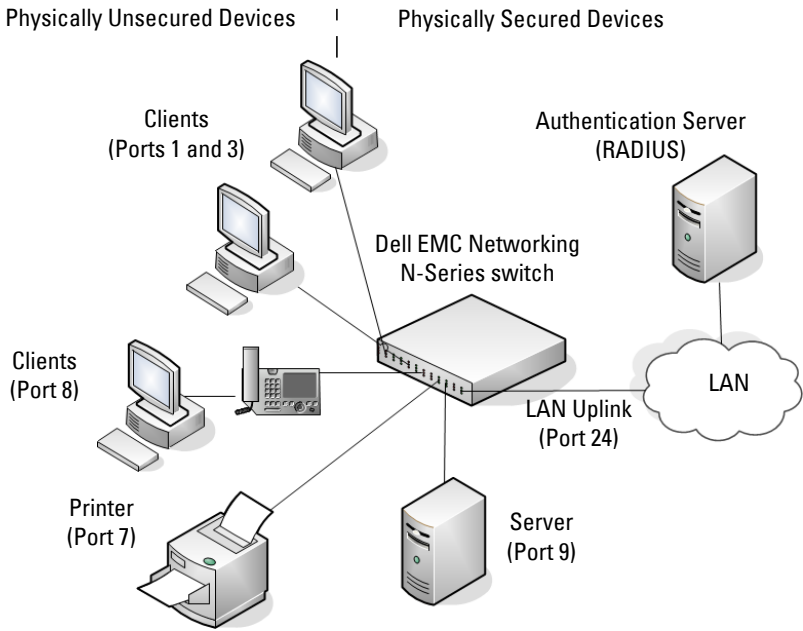 Physically Unsecured Devices
Physically Secured Devices
Clients
(Ports 1 and 3)
Authentication Server
(RADIUS)
Dell EMC Networking
N-Series switch
Clients
(Port 8)
LAN
LAN Uplink
(Port 24)
Printer
(Port 7)
Server
(Port 9)